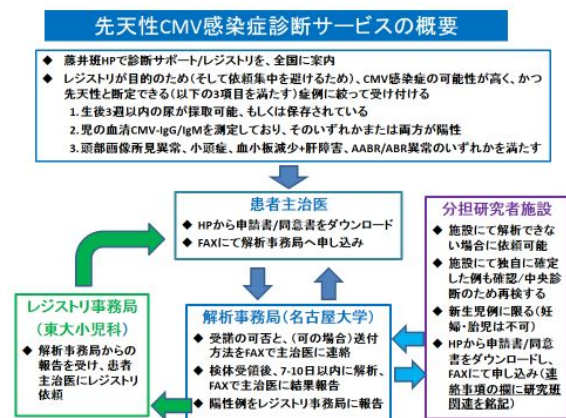 先天性CMV感染症診断サービスの概要
◆ 藤井班HPで診断サポート/レジストリを、全国に案内
◆ レジストリが目的のため(そして依頼集中を避けるため)、CMV感染症の可能性が高く、かつ
先天性と断定できる(以下の3項目を満たす)症例に絞って受け付ける
1. 生後3週以内の尿が採取可能、もしくは保存されている
2. 児の血清CMV-IgG/IgMを測定しており、そのいずれかまたは両方が陽性
3. 頭部画像所見異常、小頭症、血小板減少+肝障害、AABR/ABR異常のいずれかを満たす
患者主治医
◆ HPから申請書/同意書をダウンロード
◆ FAXにて解析事務局へ申し込み
分担研究者施設
◆ 施設にて解析できな
い場合に依頼可能
◆ 施設にて独自に確定
した例も確認/中央診
断のため再検する
◆ 新生児例に限る(妊
婦・胎児は不可)
◆ HPから申請書/同意
書をダウンロードし、
FAXにて申し込み(連
絡事項の欄に研究班
関連を銘記)
レジストリ事務局
(東大小児科)
◆ 解析事務局からの
報告を受け、患者
主治医にレジストリ
依頼
解析事務局(名古屋大学)
◆ 受諾の可否と、(可の場合)送付
方法をFAXで主治医に連絡
◆ 検体受領後、7-10日以内に解析、
FAXで主治医に結果報告
◆ 陽性例をレジストリ事務局に報告